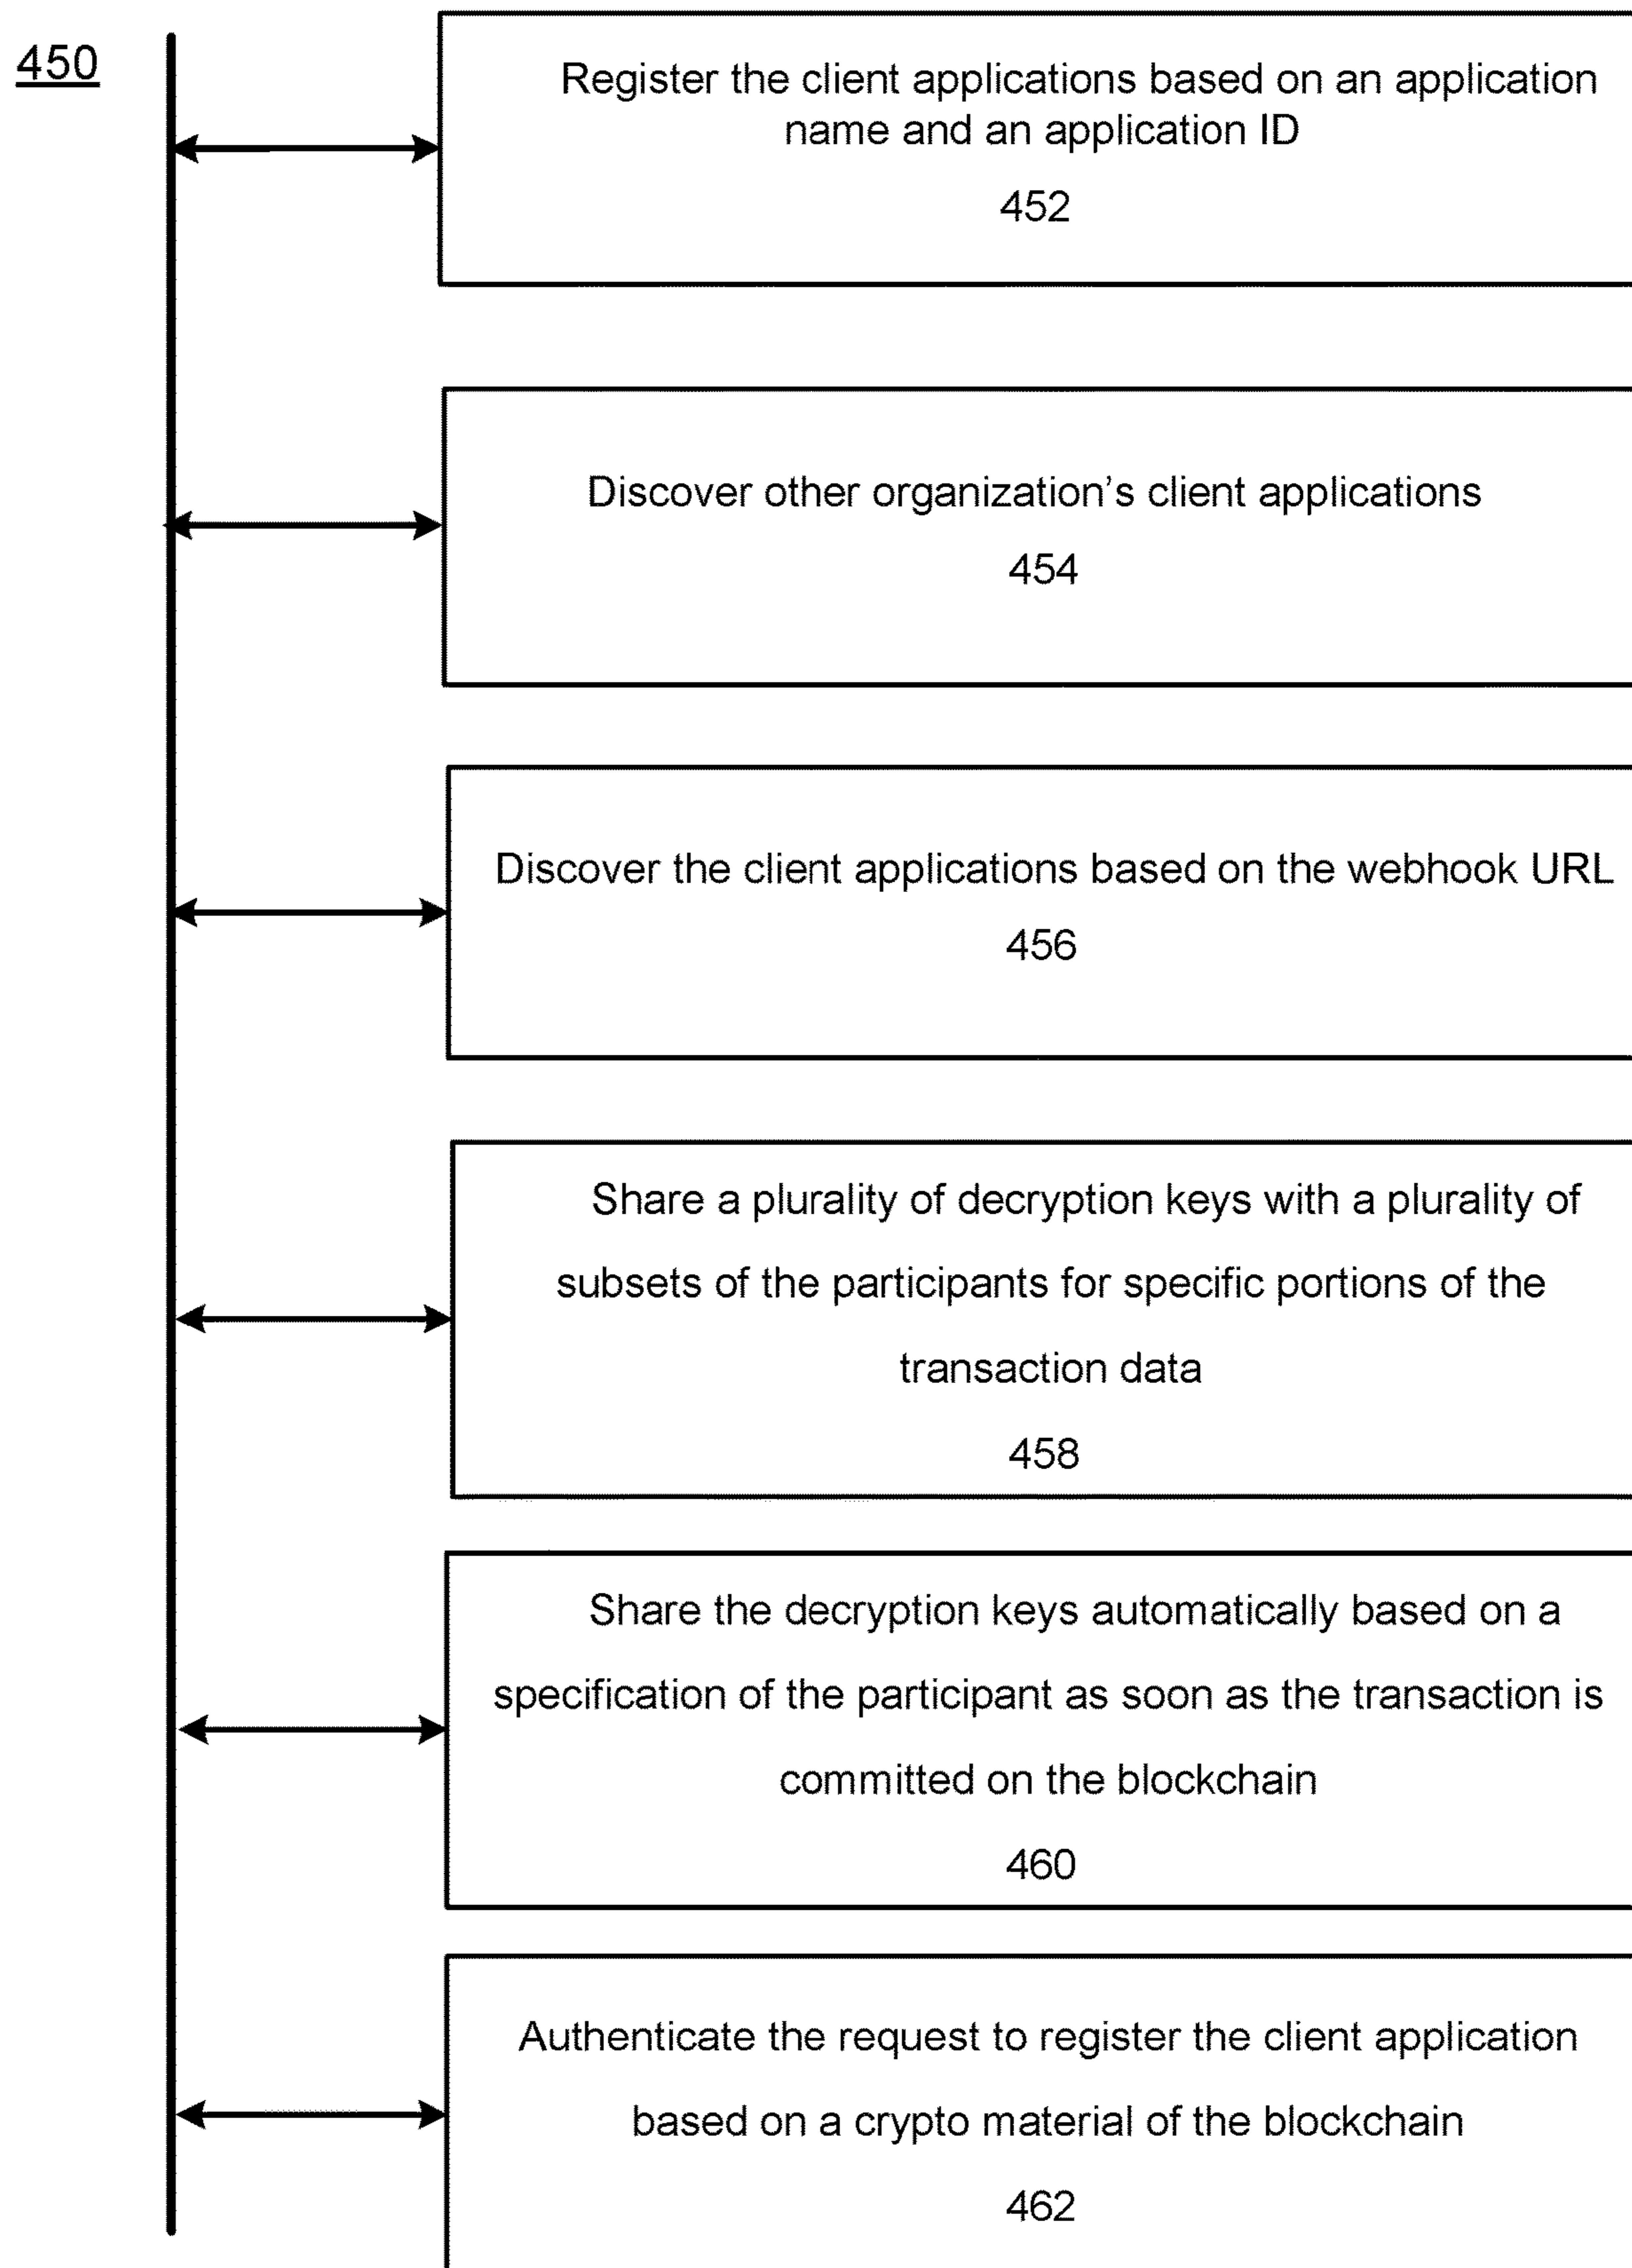 450
Register the client applications based on an application
name and an application ID
452
Discover other organization’s client applications
454
Discover the client applications based on the webhook URL
456
Share a plurality of decryption keys with a plurality of
subsets of the participants for specific portions of the
transaction data
458
Share the decryption keys automatically based on a
specification of the participant as soon as the transaction is
committed on the blockchain
460
Authenticate the request to register the client application
based on a crypto material of the blockchain
462